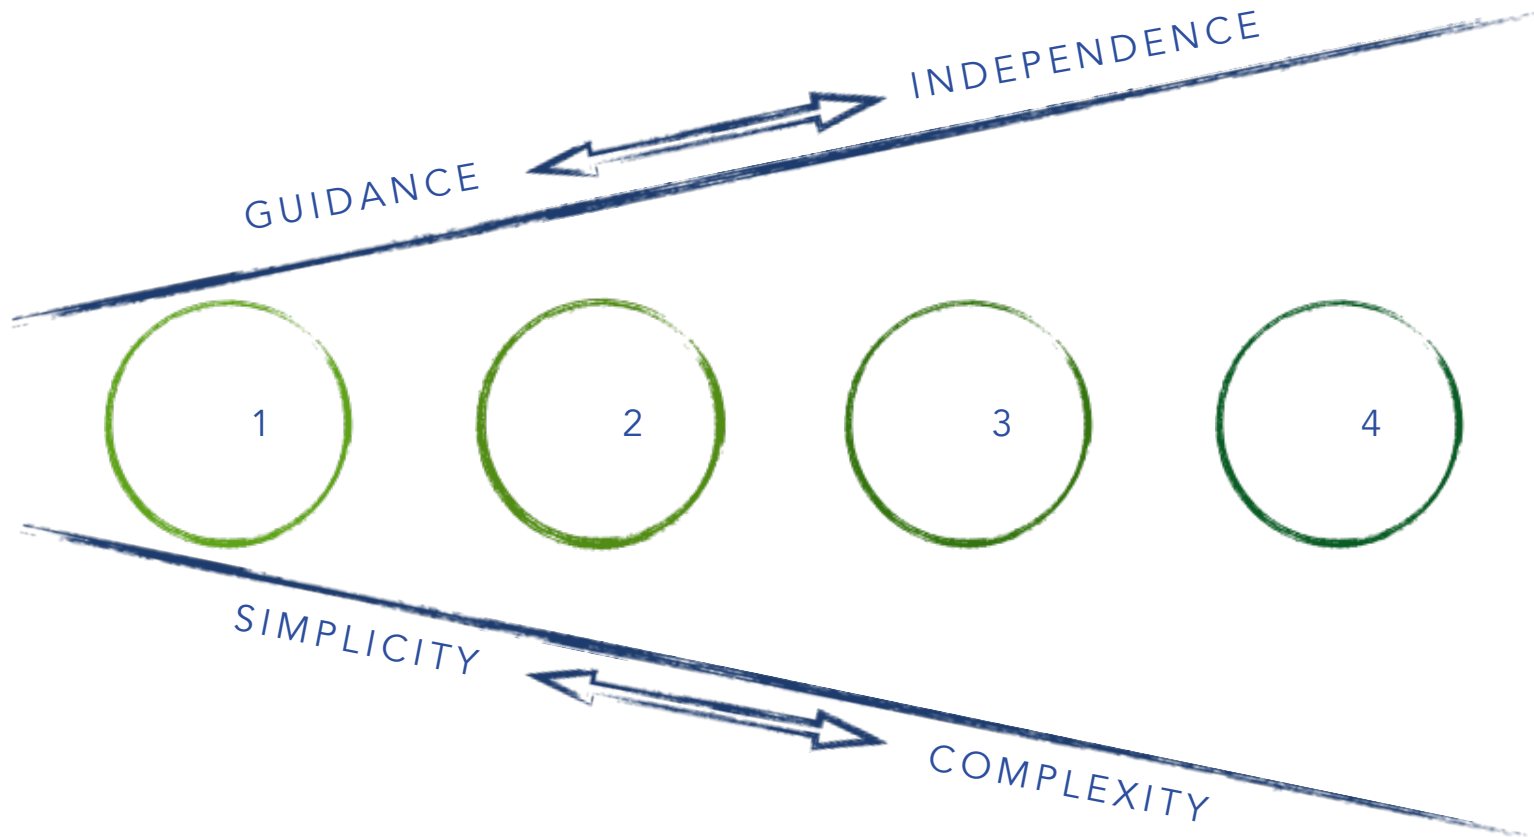 INDEPENDENCE
GUIDANCE
1 2 3 4
SIMPLICITY
COMPLEXITY